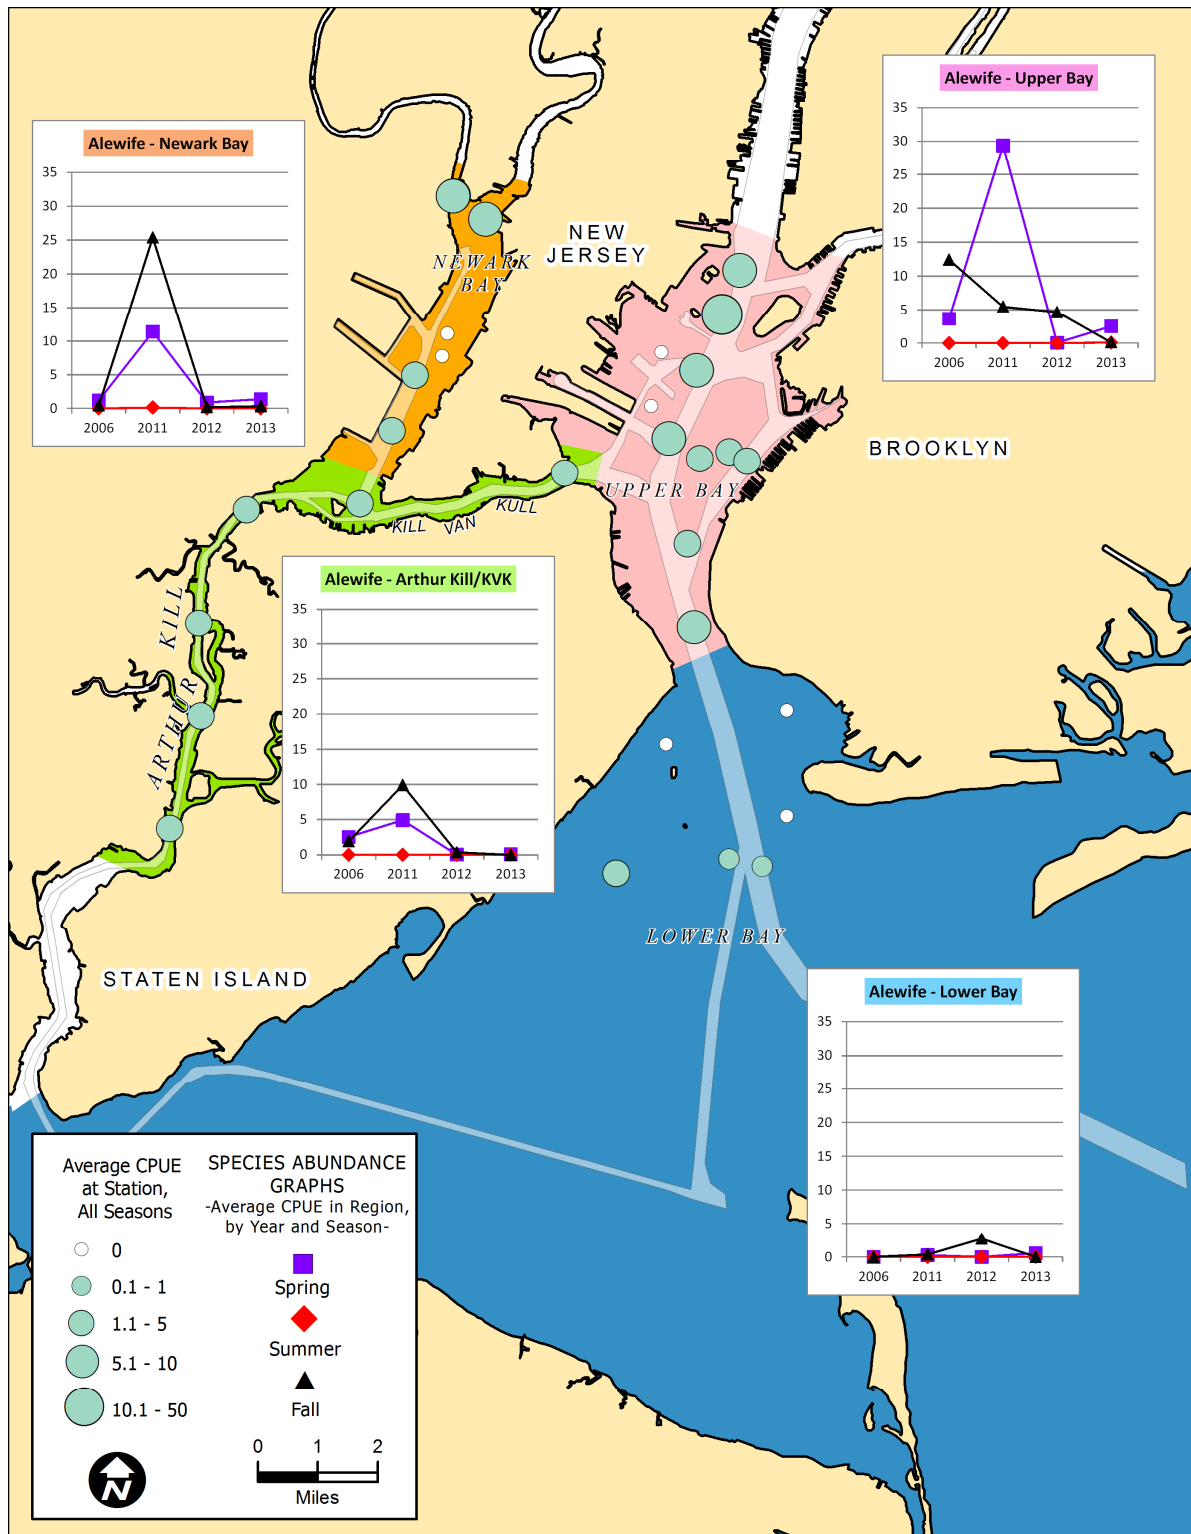 Alewife - Upper Bay
35
30
25
20
15
10
5
0
2006 2011 2012 2013
Alewife - Newark Bay
35
30
25
20
15
10
5
0
2006 2011 2012 2013
NEW
JERSEY
NEWARK
BAY
BROOKLYN
UPPER BAY
KILL VAN KULL
Alewife - Arthur Kill/KVK
35
30
25
20
15
10
5
0
2006 2011 2012 2013
ARTHUR KILL
LOWER BAY
STATEN ISLAND
Alewife - Lower Bay
35
30
25
20
15
10
5
0
2006 2011 2012 2013
Average CPUE
at Station,
All Seasons
0
0.1 - 1
1.1 - 5
5.1 - 10
10.1 - 50
N
SPECIES ABUNDANCE
GRAPHS
-Average CPUE in Region,
by Year and Season-
Spring
Summer
Fall
0 1 2
Miles